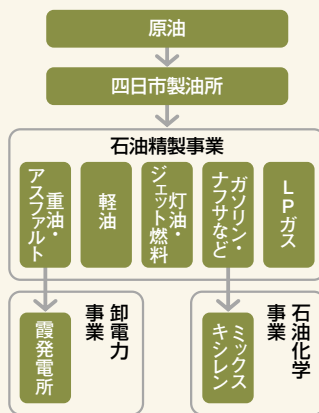 原油
四日市製油所
石油精製事業
重油・
アスファルト
軽油
灯油・
ジェット燃料
ガソリン・
ナフサなど
LPガス
霞発電所
卸電力
事業
ミックス
キシレン
石油化学
事業